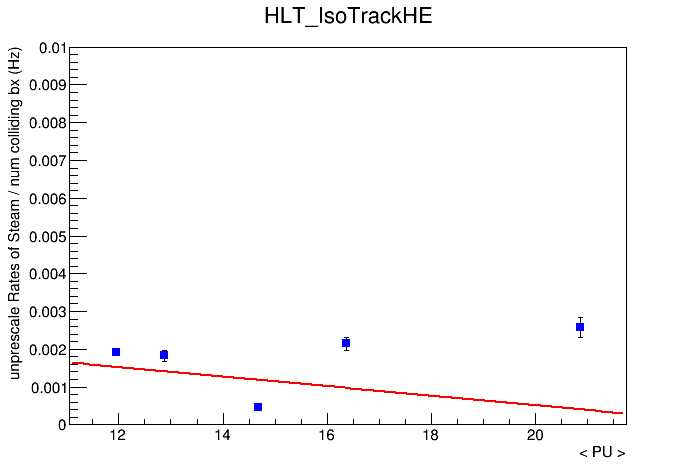 HLT_IsoTrackHE
unprescale Rates of Steam / num colliding bx (Hz)
0.01
0.009
0.008
0.007
0.006
0.005
0.004
0.003
0.002
0.001
0
12 14 16 18 20
< PU >